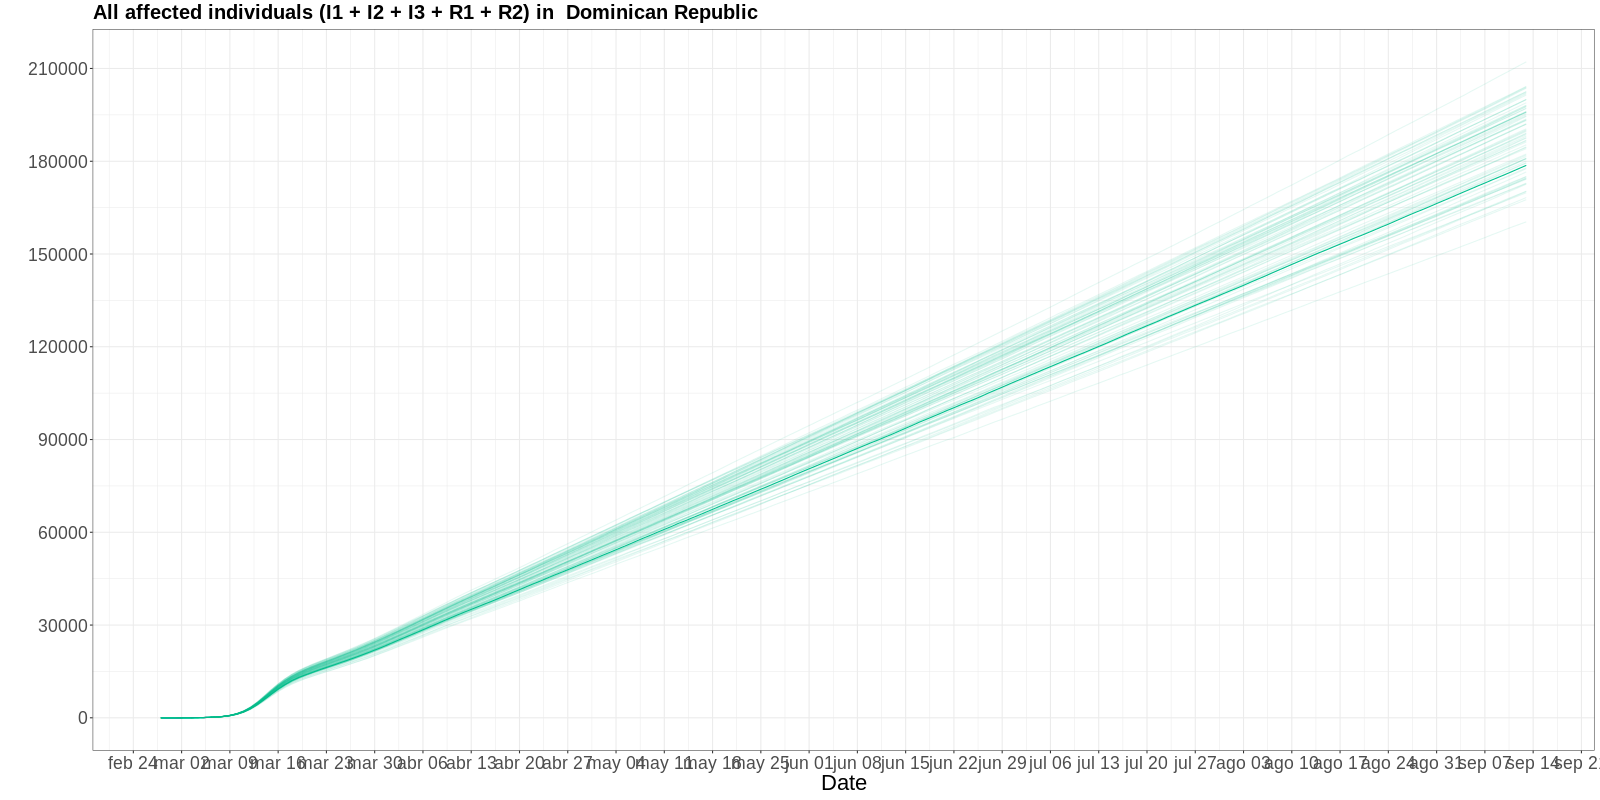 All affected individuals (I1 + I2 + I3 + R1 + R2) in  Dominican Republic
210000
180000
150000
120000
90000
60000
30000
0
feb 24 mar 02 mar 09 mar 16 mar 23 mar 30 abr 06 abr 13 abr 20 abr 27 may 04 may 11 may 18 may 25 jun 01 jun 08 jun 15 jun 22 jun 29 jul 06 jul 13 jul 20 jul 27 ago 03 ago 10 ago 17 ago 24 ago 31 sep 07 sep 14 sep 21
Date